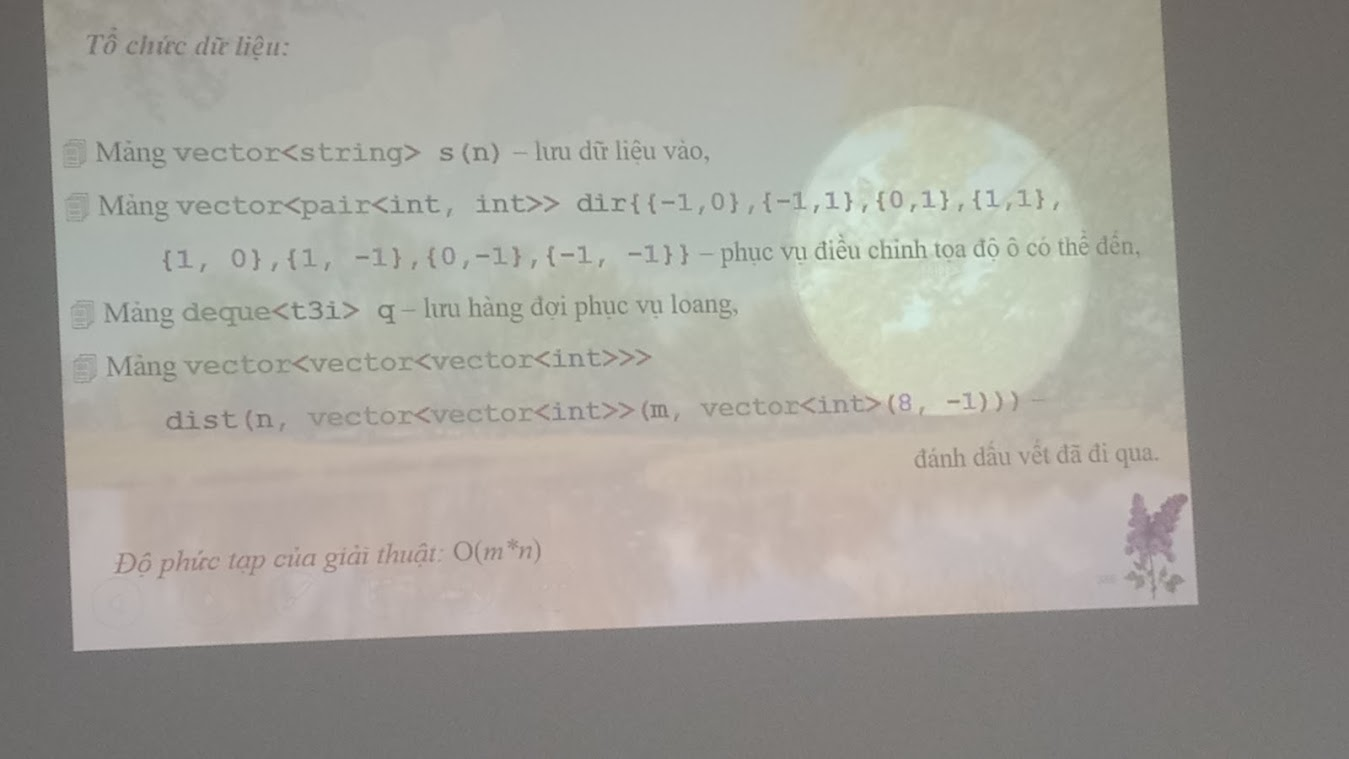 Tổ chức dữ liệu:
Mảng vector<string> s(n) – lưu dữ liệu vào,
Mảng vector<pair<int, int>> dir{{-1,0},{-1,1},{0,1},{1,1},
{1, 0},{1, -1},{0,-1},{-1, -1}} – phục vụ điều chỉnh tọa độ ô có thể đến,
Mảng deque<t3i> q – lưu hàng đợi phục vụ loang,
Mảng vector<vector<vector<int>>>
dist(n, vector<vector<int>>(m, vector<int>(8, -1))) –
đánh dấu vết đã đi qua.
Độ phức tạp của giải thuật: O(m*n)